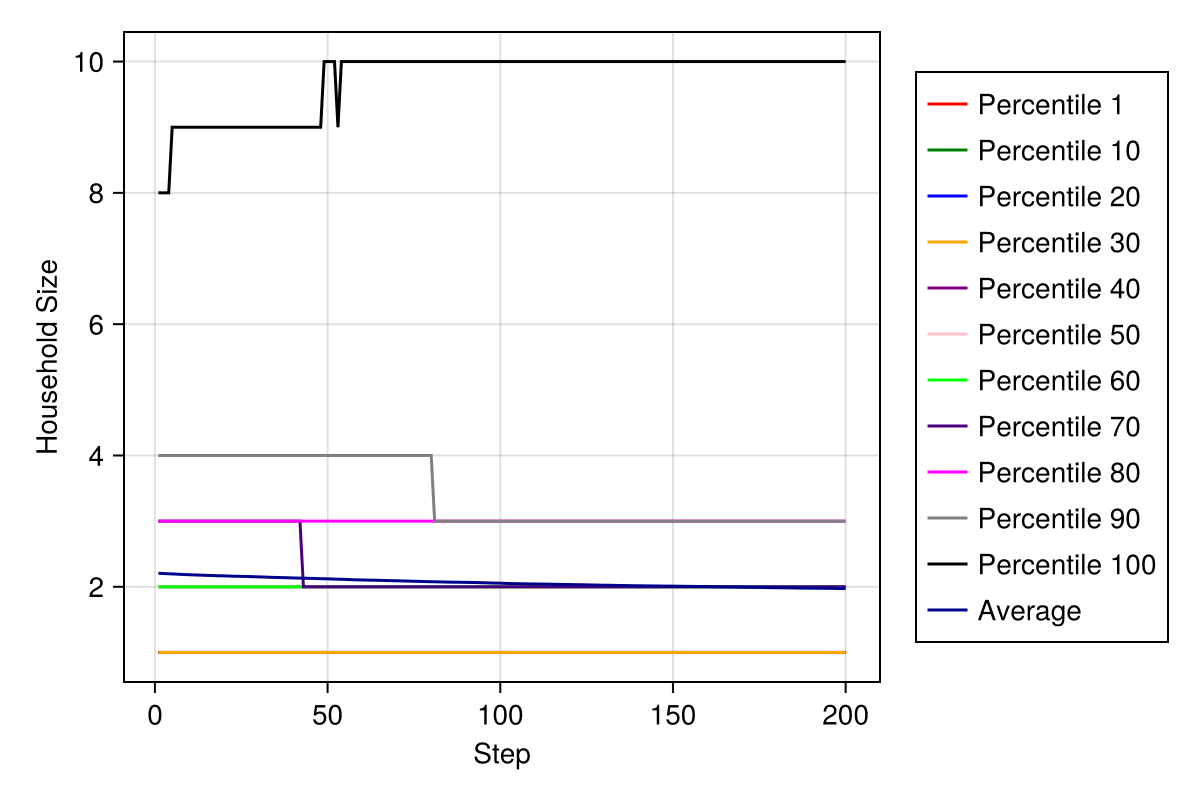 10
8
6
4
2
Household Size
0
50
100
150
200
Step
Percentile 1
Percentile 10
Percentile 20
Percentile 30
Percentile 40
Percentile 50
Percentile 60
Percentile 70
Percentile 80
Percentile 90
Percentile 100
Average